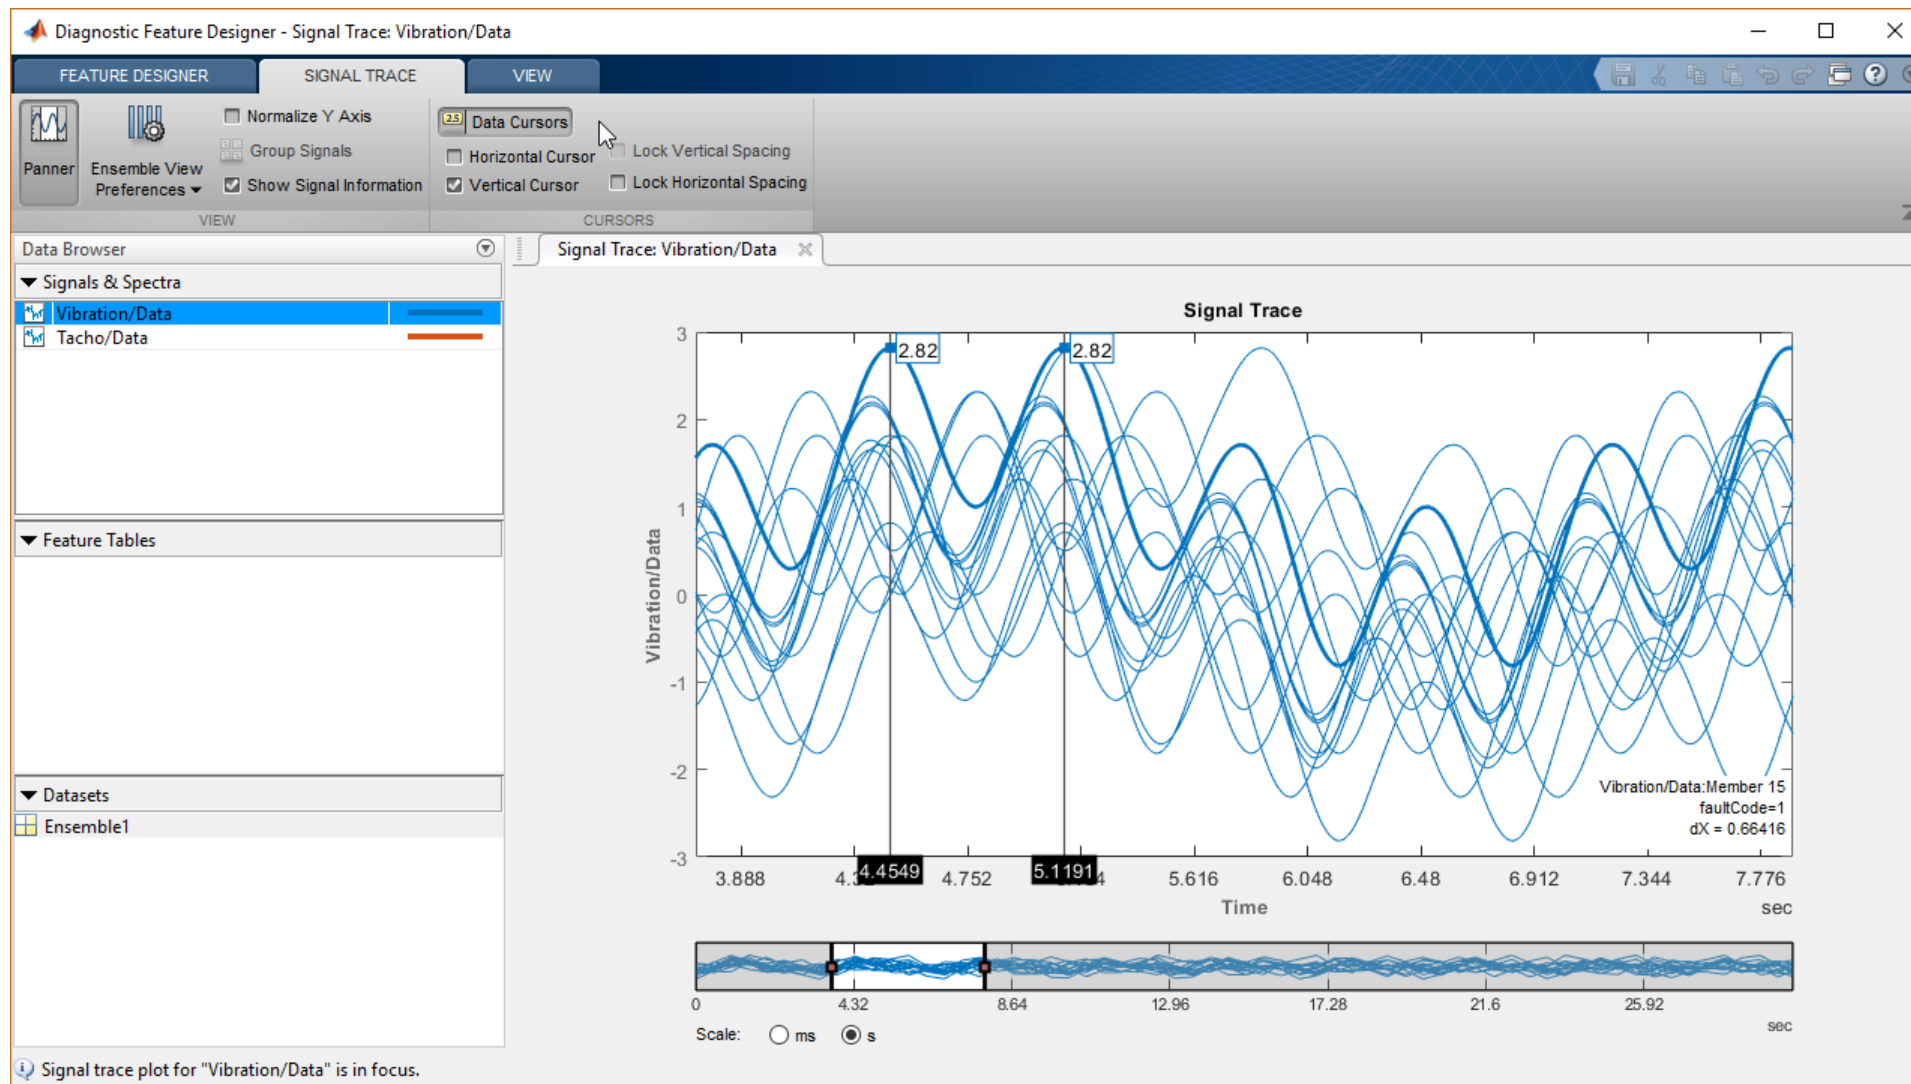 Diagnostic Feature Designer - Signal Trace: Vibration/Data
FEATURE DESIGNER
SIGNAL TRACE
VIEW
Panner
Ensemble View
Preferences
Normalize Y Axis
Group Signals
Show Signal Information
VIEW
2.5 Data Cursors
Horizontal Cursor
Vertical Cursor
Lock Vertical Spacing
Lock Horizontal Spacing
CURSORS
Data Browser
Signals & Spectra
Vibration/Data
Tacho/Data
Feature Tables
Datasets
Ensemble1
Signal Trace: Vibration/Data
Signal Trace
3
2
1
0
-1
-2
-3
Vibration/Data
2.82
2.82
Vibration/Data:Member 15
faultCode=1
dX = 0.66416
3.888 4.4549 4.752 5.1191 5.616 6.048 6.48 6.912 7.344 7.776
Time
sec
0 4.32 8.64 12.96 17.28 21.6 25.92
sec
Scale: ms s
Signal trace plot for "Vibration/Data" is in focus.